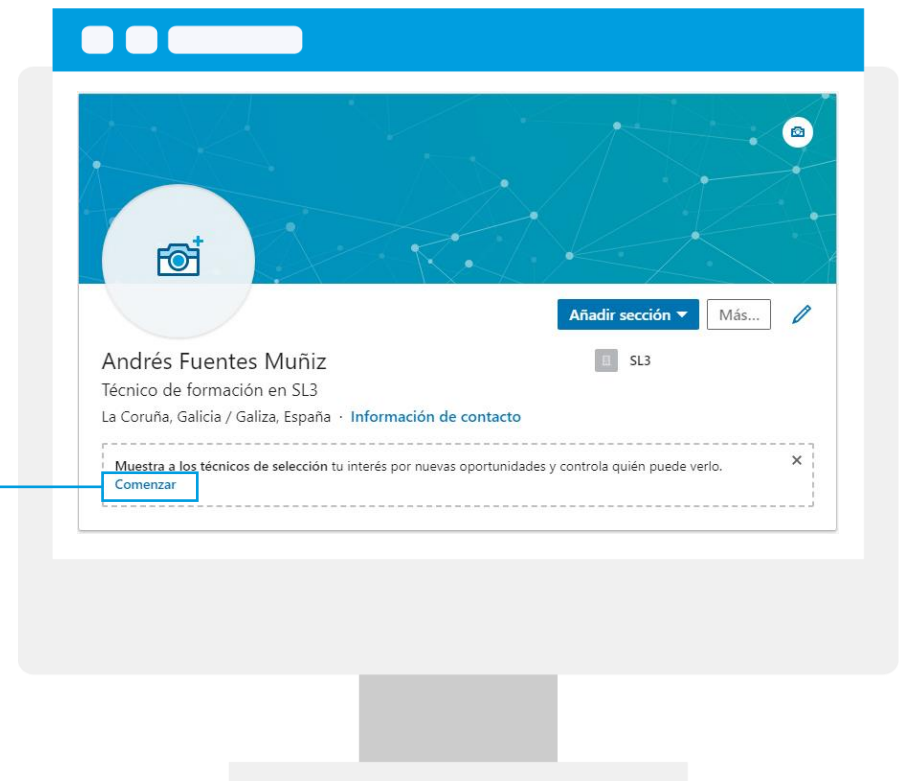 Añadir sección
Más...
Andrés Fuentes Muñiz
SL3
Técnico de formación en SL3
La Coruña, Galicia / Galiza, España · Información de contacto
Muestra a los técnicos de selección tu interés por nuevas oportunidades y controla quién puede verlo.
Comenzar